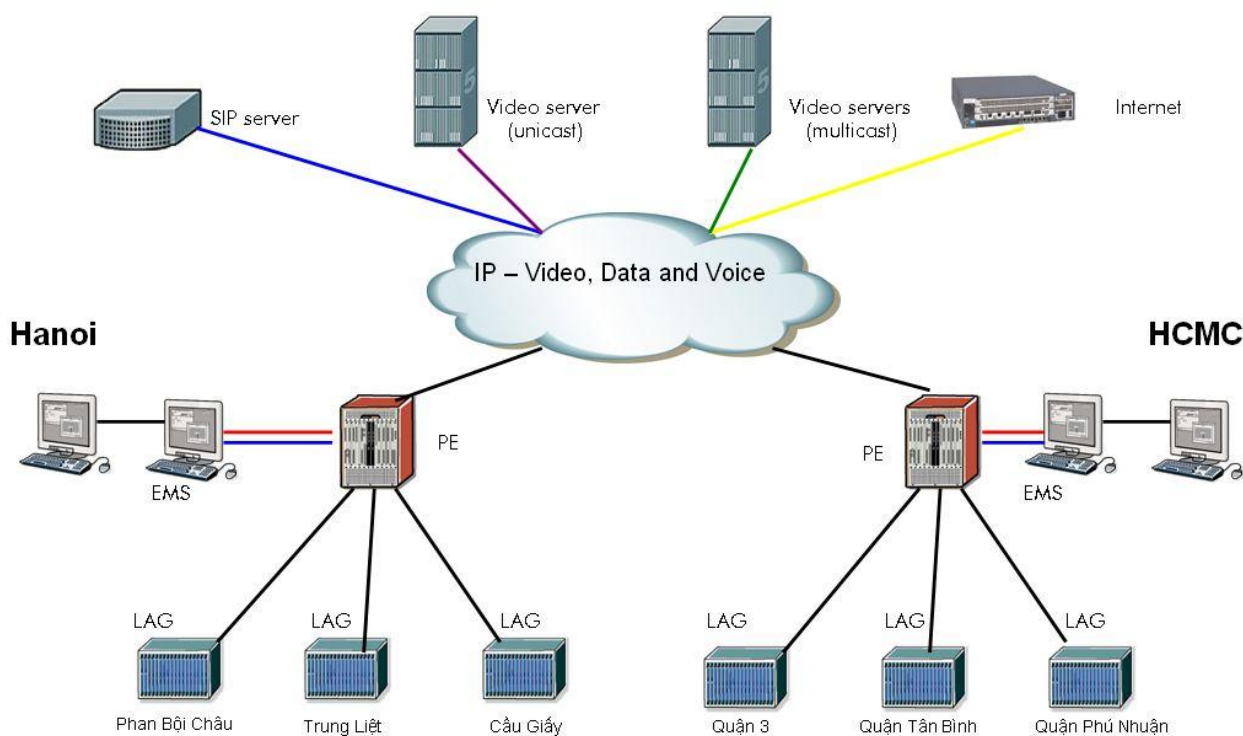 SIP server
Video server
(unicast)
Video servers
(multicast)
Internet
IP – Video, Data and Voice
Hanoi
HCMC
PE
PE
EMS
EMS
LAG
LAG
LAG
LAG
LAG
LAG
Phan Bội Châu
Trung Liệt
Cầu Giấy
Quận 3
Quận Tân Bình
Quận Phú Nhuận